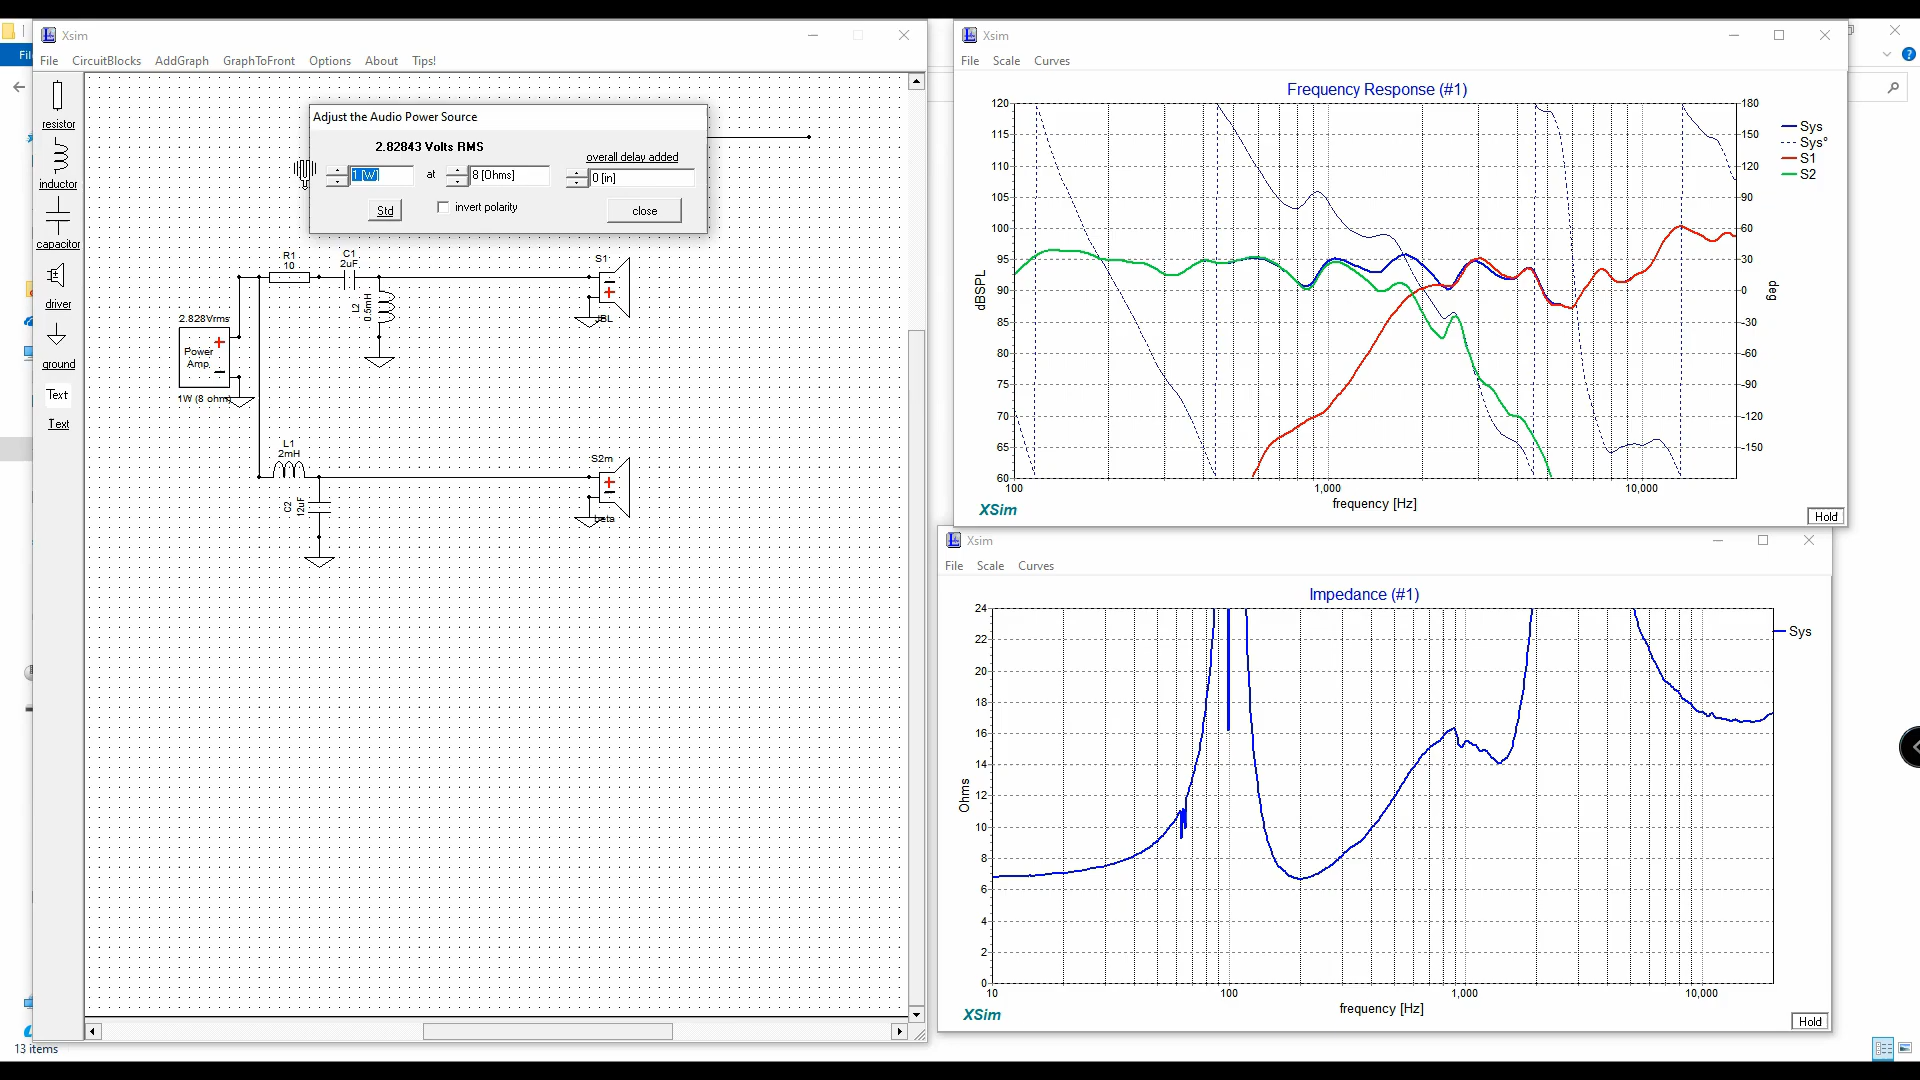 Xsim
File CircuitBlocks AddGraph GraphToFront Options About Tips!
resistor
inductor
capacitor
driver
ground
Text
Text
Adjust the Audio Power Source
2.82843 Volts RMS
overall delay added
1 [W] at 8 [Ohms] 0 [in]
Std invert polarity close
R1
10
C1
2uF
L2
0.5mH
S1
JBL
2.828Vrms
Power
Amp
1W (8 ohm)
L1
2mH
C2
12uF
S2m
beta
13 items
Xsim
File Scale Curves
Frequency Response (#1)
120
115
110
105
100
95
90
85
80
75
70
65
60
dBSPL
180
150
120
90
60
30
0
-30
-60
-90
-120
-150
deg
Sys
Sys°
S1
S2
100 1,000 10,000
frequency [Hz]
XSim
Hold
Xsim
File Scale Curves
Impedance (#1)
24
22
20
18
16
14
12
10
8
6
4
2
0
Ohms
Sys
10 100 1,000 10,000
frequency [Hz]
XSim
Hold